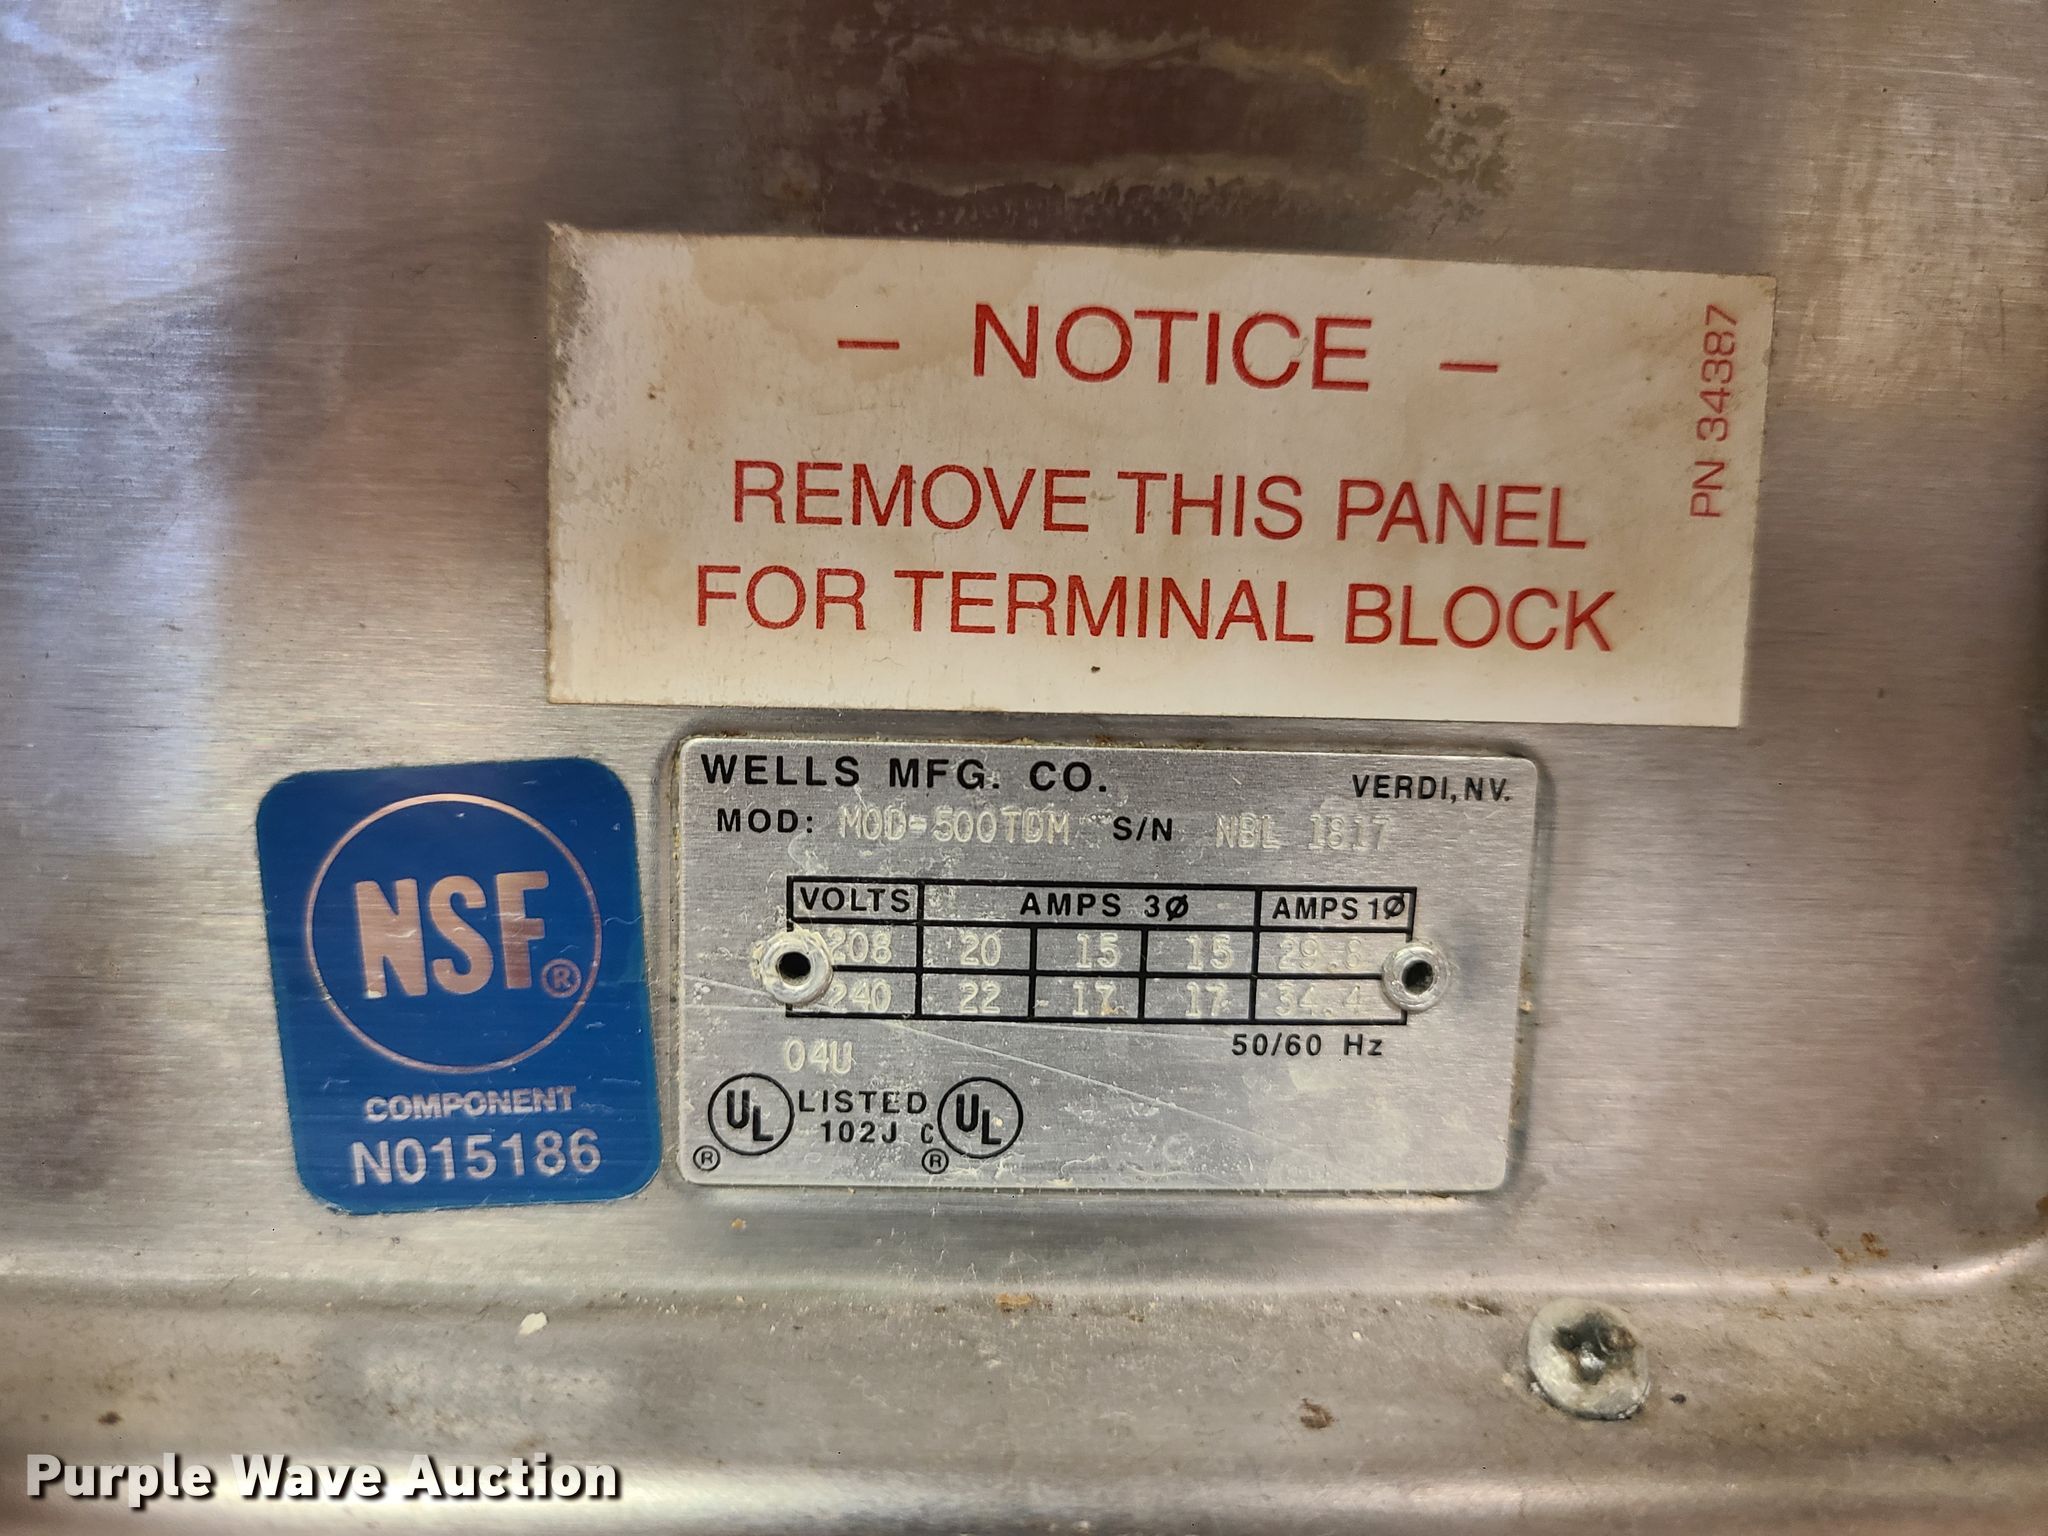 - NOTICE -
REMOVE THIS PANEL
FOR TERMINAL BLOCK
PN 34387
NSF®
COMPONENT
N015186
WELLS MFG. CO. VERDI, NV.
MOD: MOD-500TDM S/N NBL 1817
VOLTS AMPS 3Ø AMPS 1Ø
208 20 15 15
240 22 17 17 34.4
50/60 Hz
04U
UL LISTED C UL
102J
® ®
Purple Wave Auction